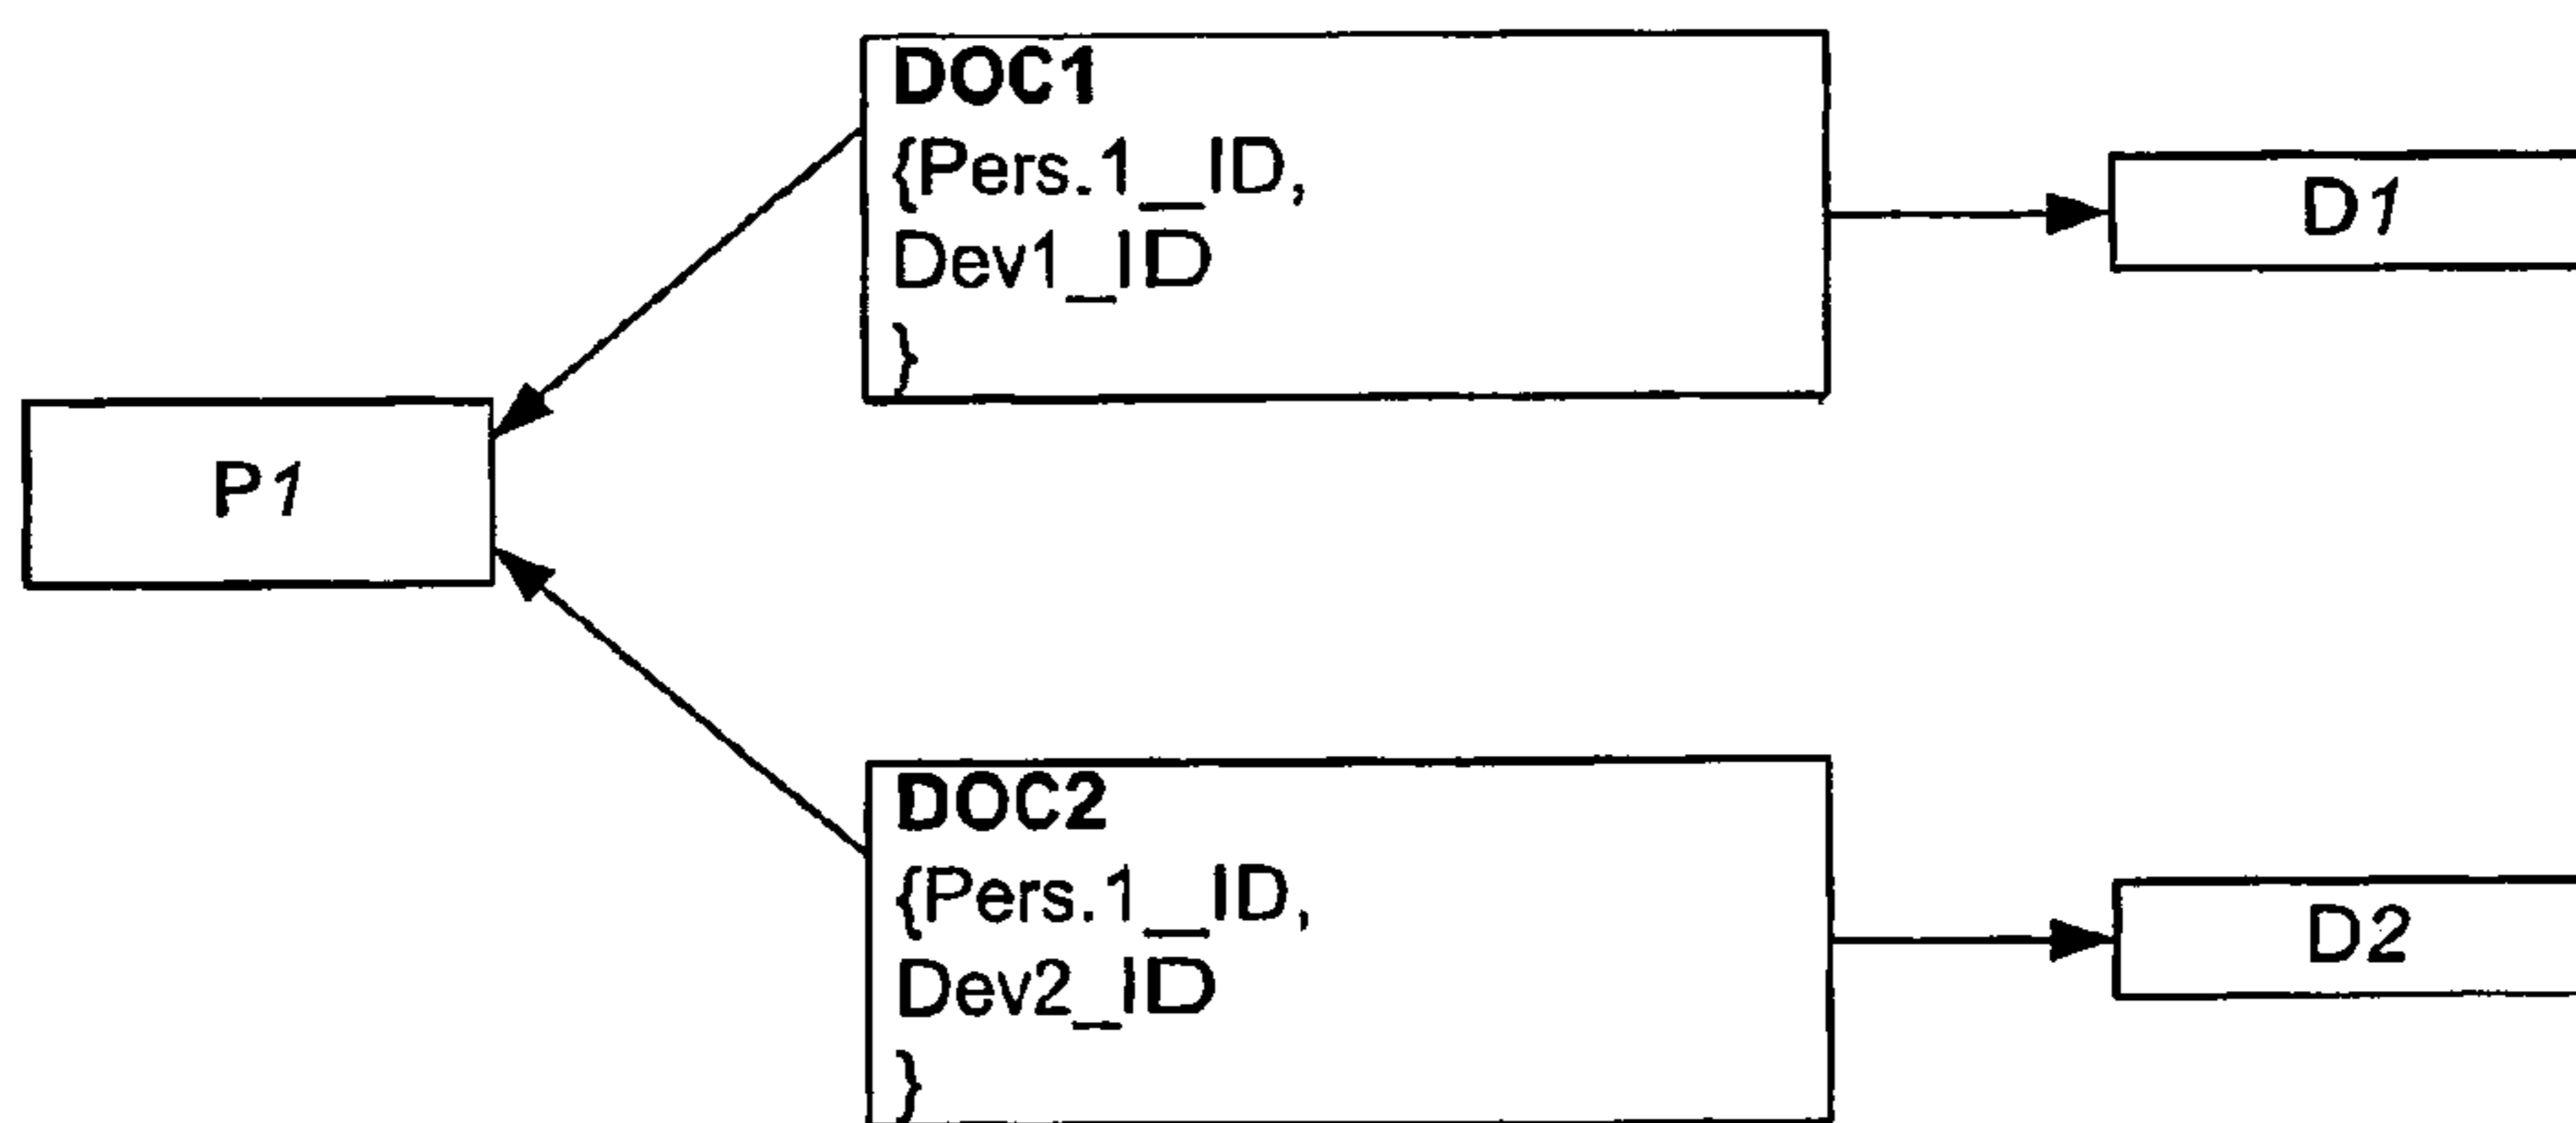 DOC1
{Pers.1_ID,
Dev1_ID
}
D1
P1
DOC2
{Pers.1_ID,
Dev2_ID
}
D2